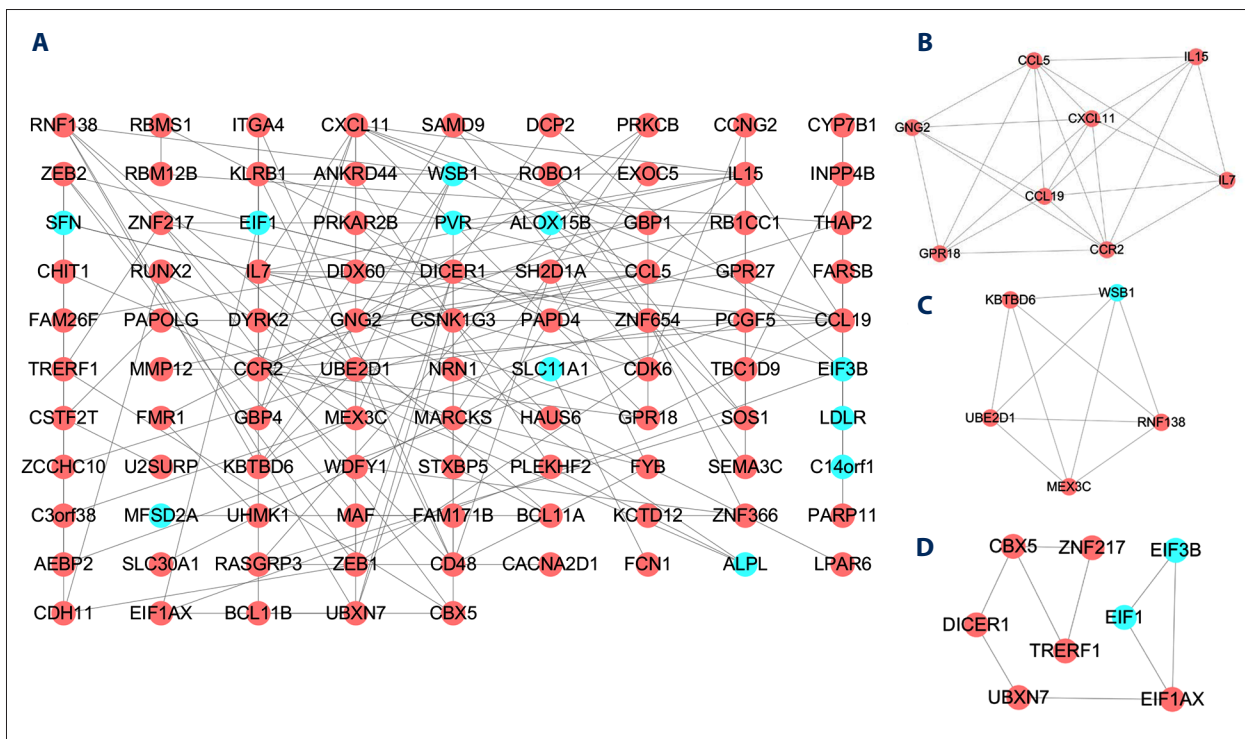 A
RNF138 RBMS1 ITGA4 CXCL11 SAMD9 DCP2 PRKCB CCNG2 CYP7B1
ZEB2 RBM12B KLRB1 ANKRD44 WSB1 ROBO1 EXOC5 IL15 INPP4B
SFN ZNF217 EIF1 PRKAR2B PVR ALOX15B GBP1 RB1CC1 THAP2
CHIT1 RUNX2 IL7 DDX60 DICER1 SH2D1A CCL5 GPR27 FARSB
FAM26F PAPOLG DYRK2 GNG2 CSNK1G3 PAPD4 ZNF654 PCGF5 CCL19
TRERF1 MMP12 CCR2 UBE2D1 NRN1 SLC11A1 CDK6 TBC1D9 EIF3B
CSTF2T FMR1 GBP4 MEX3C MARCKS HAUS6 GPR18 SOS1 LDLR
ZCCHC10 U2SURP KBTBD6 WDFY1 STXBP5 PLEKHF2 FYB SEMA3C C14orf1
C3orf38 MFSD2A UHMK1 MAF FAM171B BCL11A KCTD12 ZNF366 PARP11
AEBP2 SLC30A1 RASGRP3 ZEB1 CD48 CACNA2D1 FCN1 ALPL LPAR6
CDH11 EIF1AX BCL11B UBXN7 CBX5
B
CCL5 IL15
GNG2 CXCL11
CCL19 IL7
GPR18 CCR2
C
KBTBD6 WSB1
UBE2D1 RNF138
MEX3C
D
CBX5 ZNF217 EIF3B
DICER1 EIF1
TRERF1
UBXN7 EIF1AX